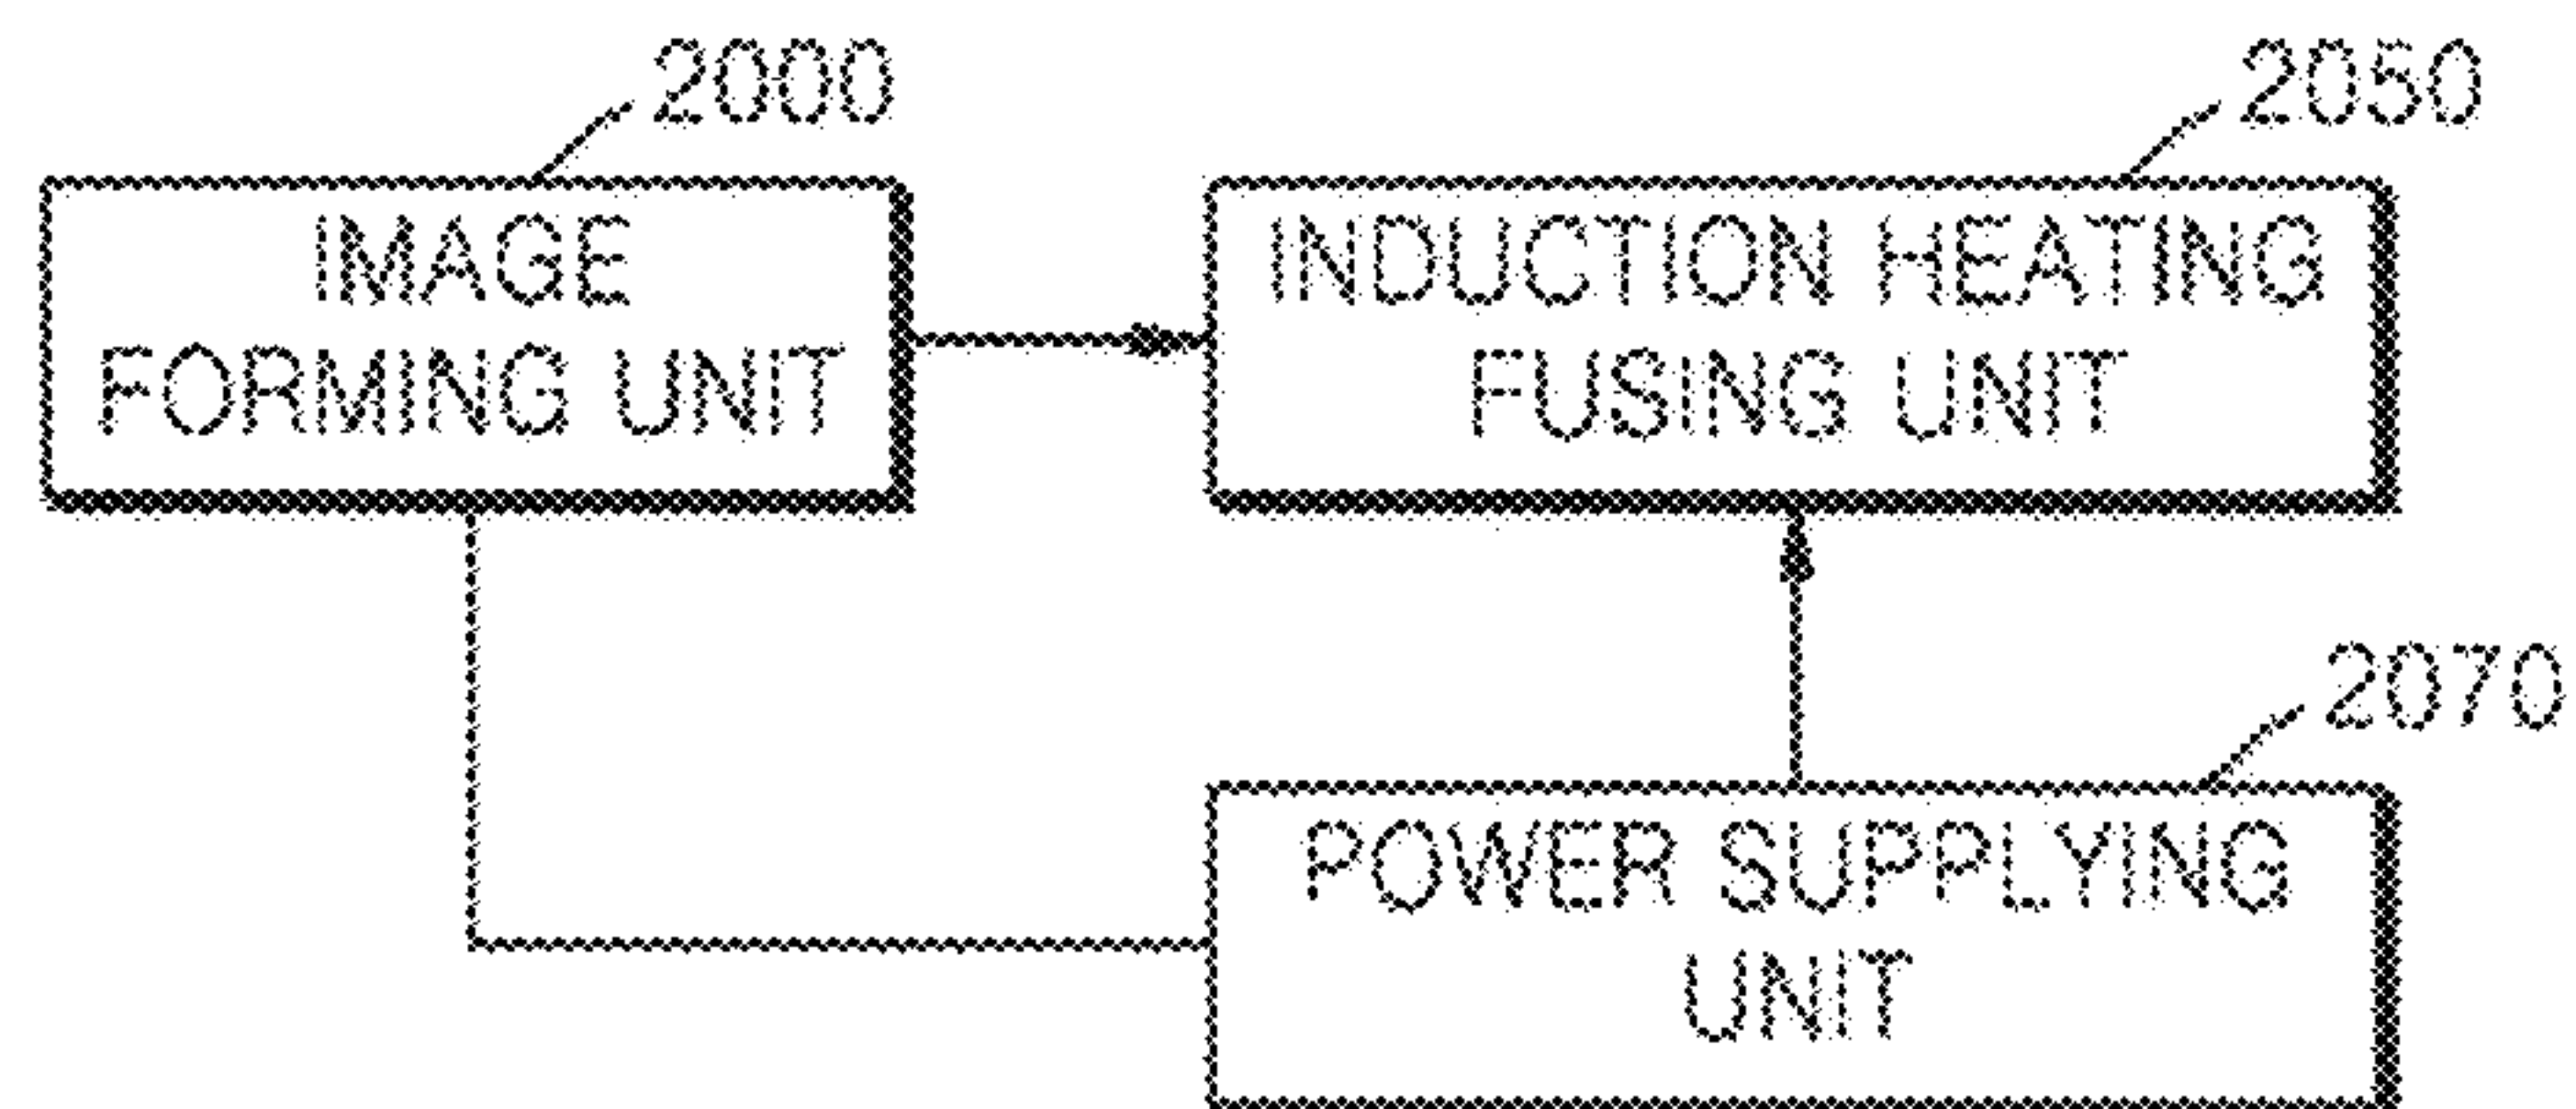 2000
IMAGE
FORMING UNIT
2050
INDUCTION HEATING
FUSING UNIT
2070
POWER SUPPLYING
UNIT